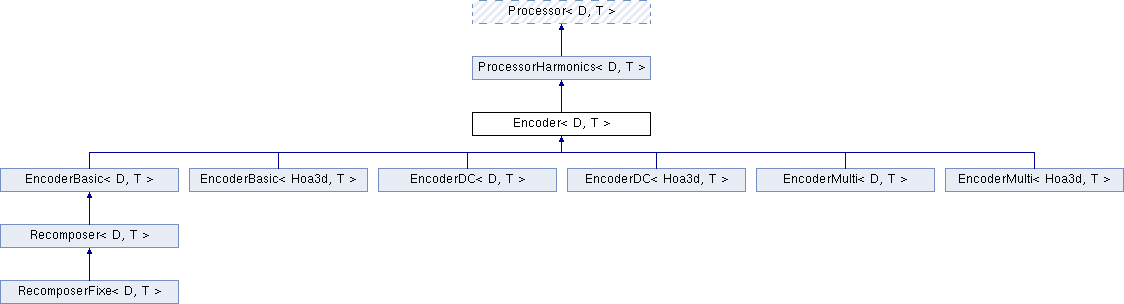 Processor< D, T >
ProcessorHarmonics< D, T >
Encoder< D, T >
EncoderBasic< D, T >
EncoderBasic< Hoa3d, T >
EncoderDC< D, T >
EncoderDC< Hoa3d, T >
EncoderMulti< D, T >
EncoderMulti< Hoa3d, T >
Recomposer< D, T >
RecomposerFixe< D, T >